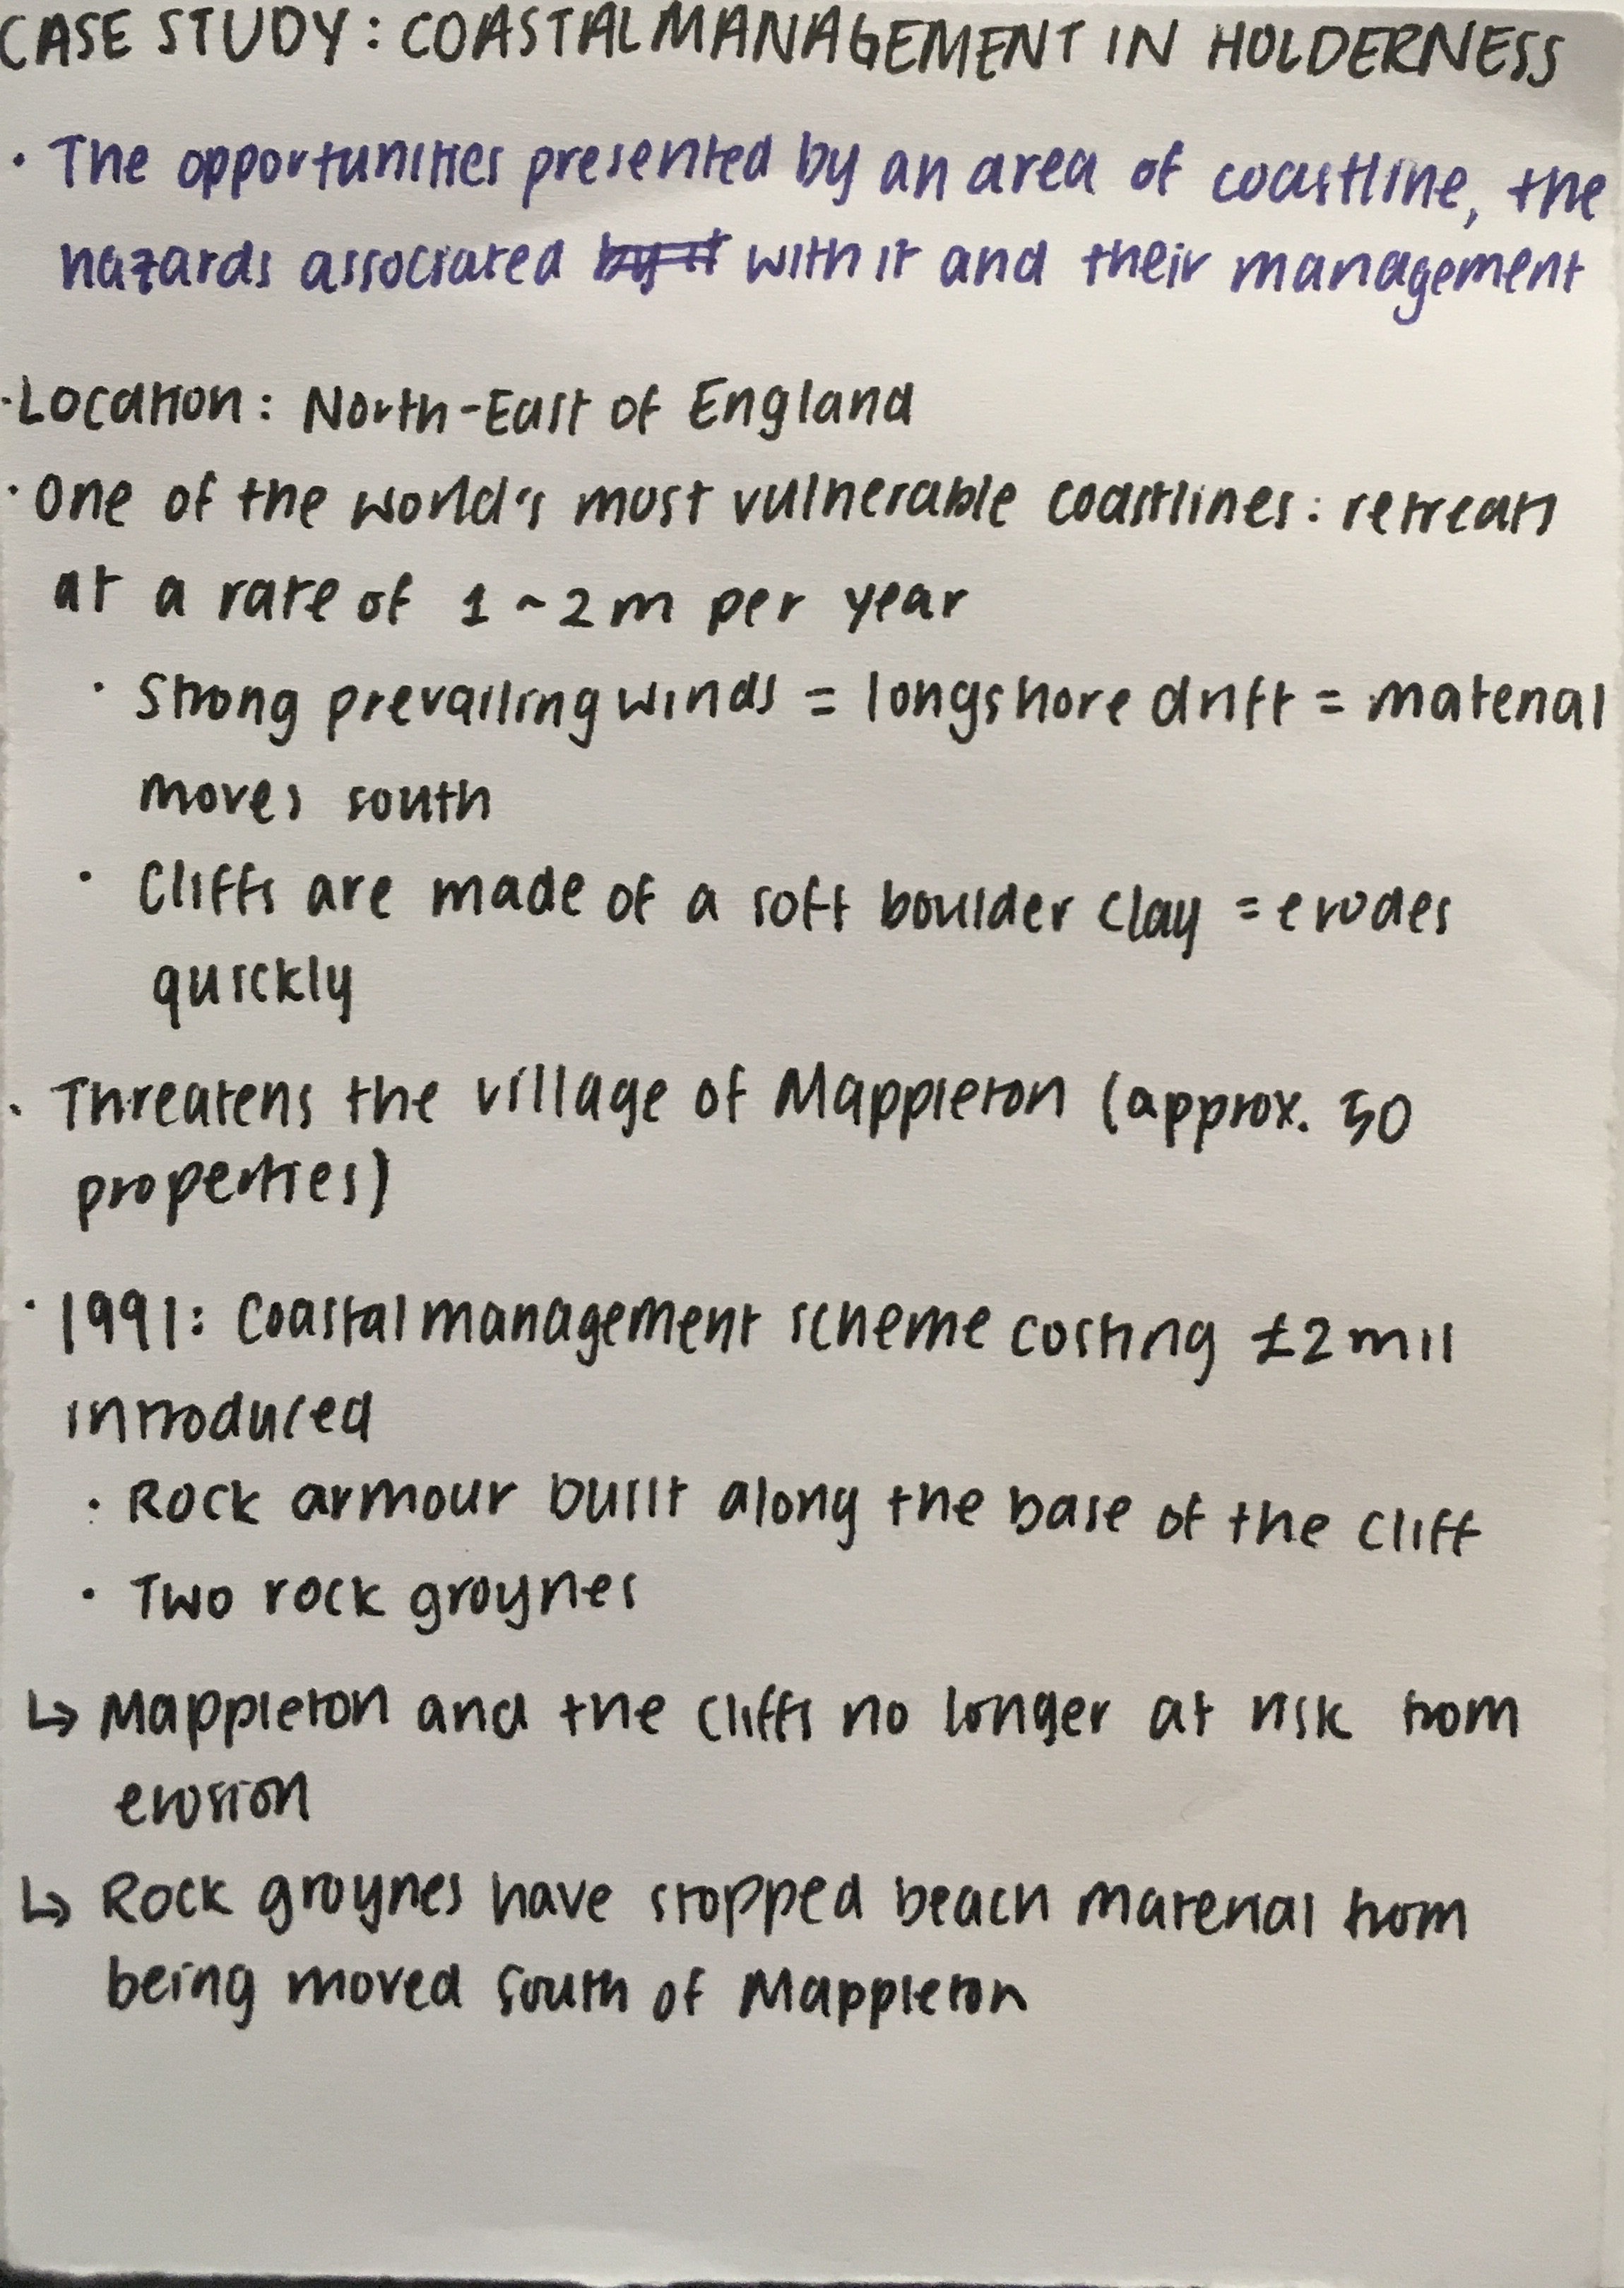 CASE STUDY: COASTAL MANAGEMENT IN HOLDERNESS
· The opportunities presented by an area of coastline, the
hazards associated by it with it and their management
· Location: North-East of England
· One of the world's most vulnerable coastlines: retreats
at a rate of 1~2m per year
· Strong prevailing winds = longshore drift = material
moves south
· Cliffs are made of a soft boulder clay = erodes
quickly
· Threatens the village of Mappleton (approx. 50
properties)
· 1991: Coastal management scheme costing £2mil
introduced
· Rock armour built along the base of the cliff
· Two rock groynes
↳ Mappleton and the cliffs no longer at risk from
erosion
↳ Rock groynes have stopped beach material from
being moved south of Mappleton